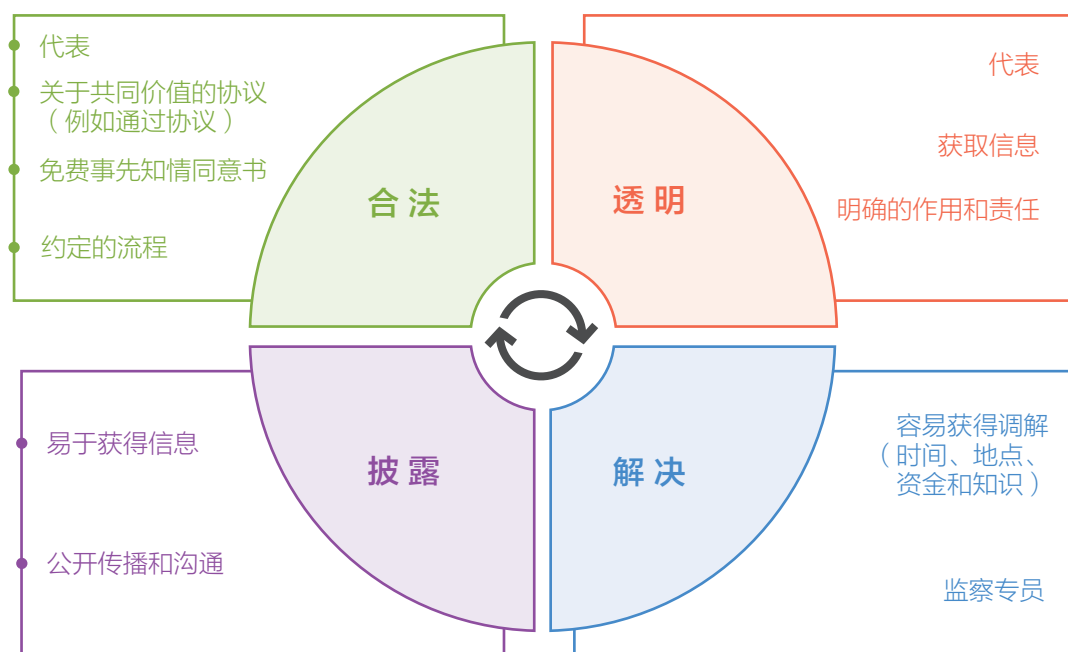 代表
关于共同价值的协议
（例如通过协议）
免费事先知情同意书
约定的流程
合法
透明
代表
获取信息
明确的作用和责任
易于获得信息
公开传播和沟通
披露
解决
容易获得调解
（时间、地点、
资金和知识）
监察专员